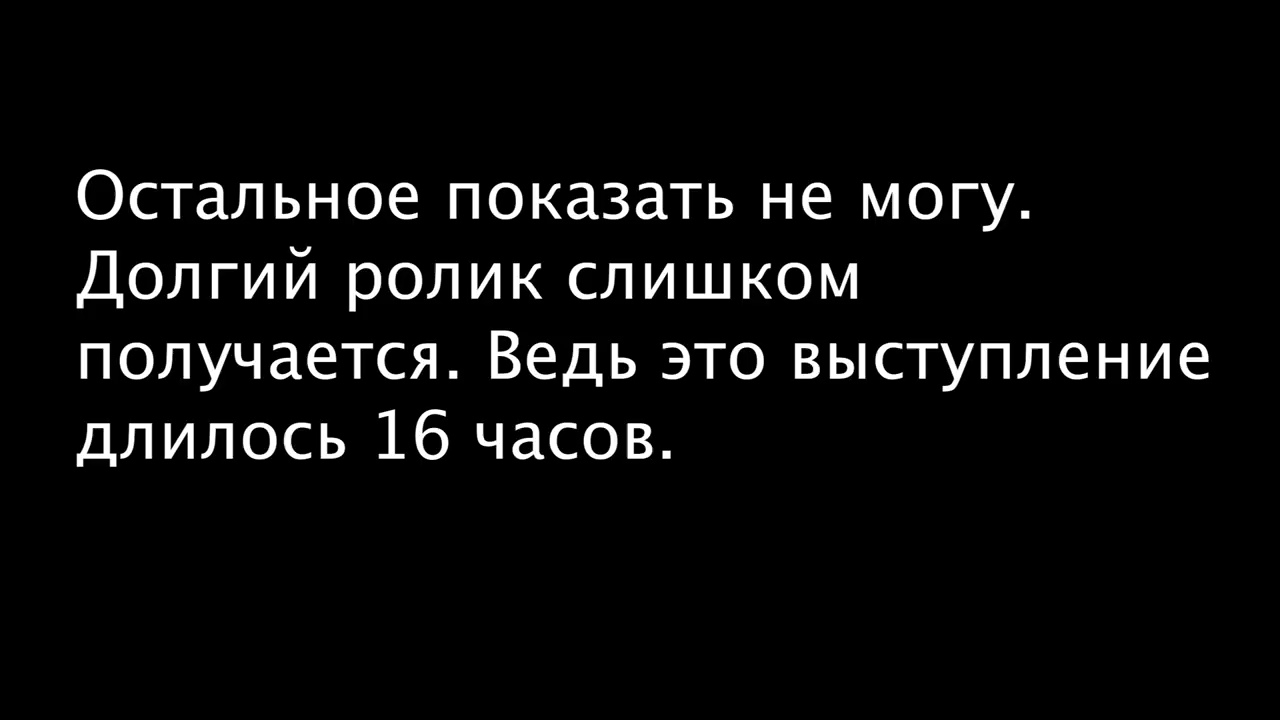 Остальное показать не могу.
Долгий ролик слишком
получается. Ведь это выступление
длилось 16 часов.